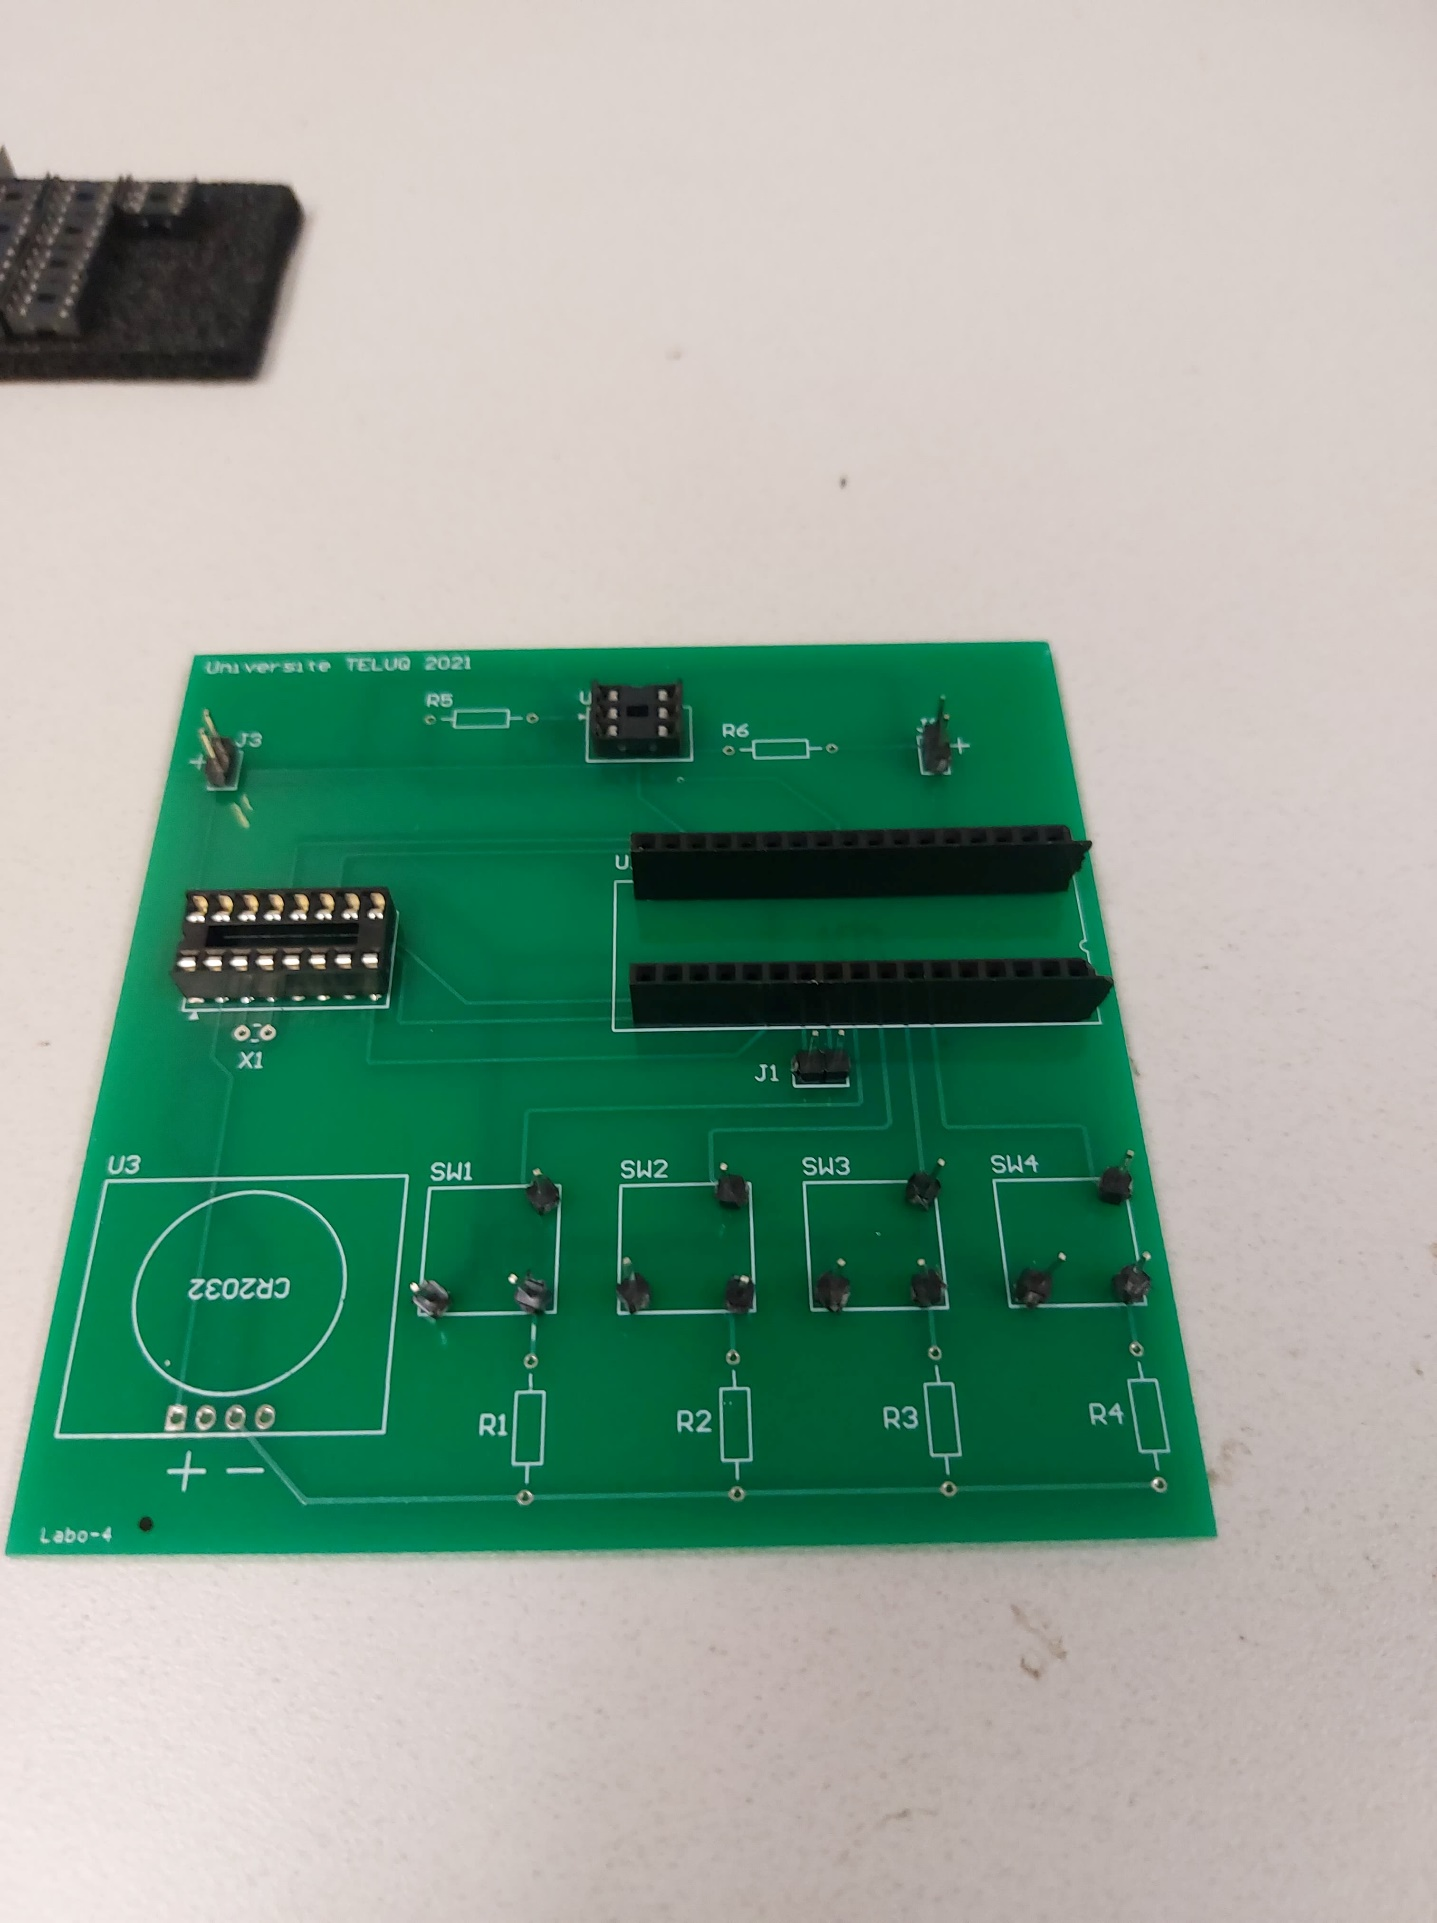 Universite TELUQ 2021
R5
U
R6
J3
+
+
U
X1
J1
U3
SW1
SW2
SW3
SW4
CR2032
R1
R2
R3
R4
+ -
Labo-4